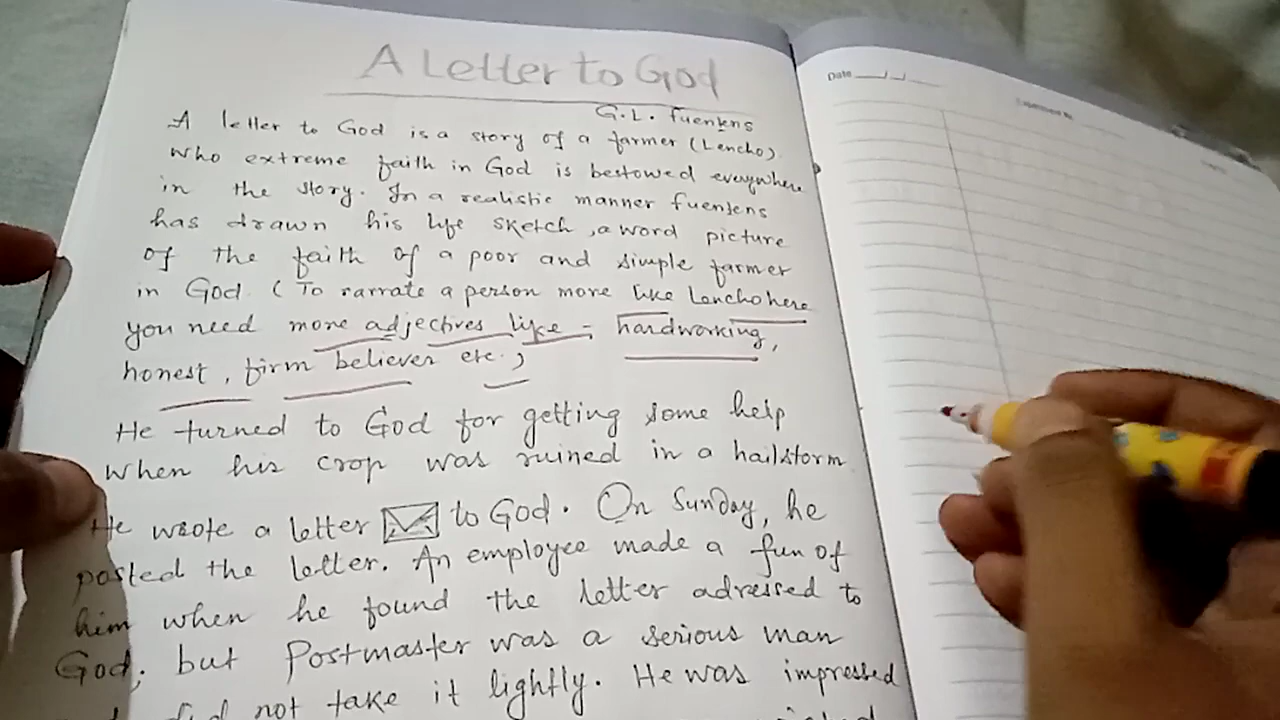 A Letter to God
G.L. Fuentens
A letter to God is a story of a farmer (Lencho)
who extreme faith in God is bestowed everywhere
in the story. In a realistic manner fuentens
has drawn his life sketch, a word picture
of the faith of a poor and simple farmer
in God. (To narrate a person more like Lencho here
you need more adjectives like - hardworking,
honest, firm believer etc.)
He turned to God for getting some help
when his crop was ruined in a hailstorm
He wrote a letter to God. On Sunday, he
posted the letter. An employee made a fun of
him when he found the letter adressed to
God; but Postmaster was a serious man
did not take it lightly. He was impressed
Date